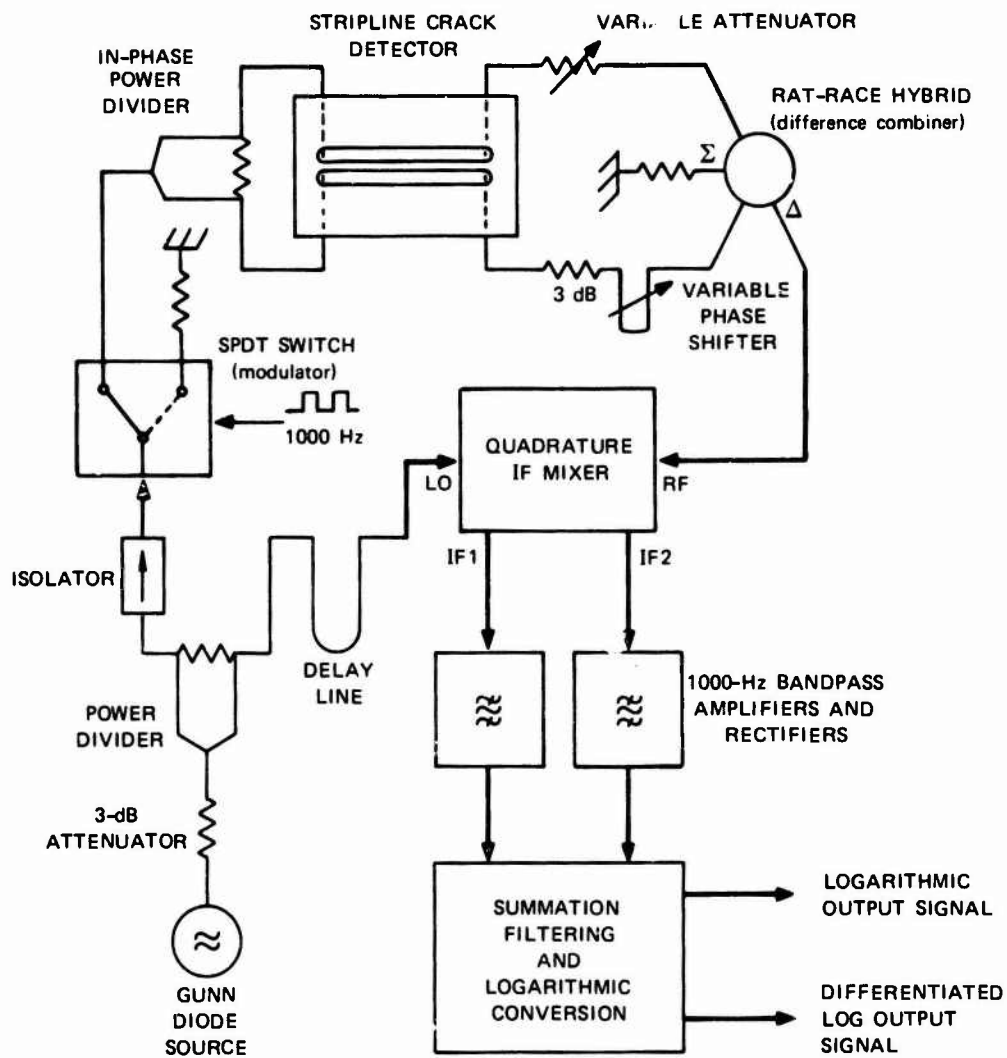 STRIPLINE CRACK
DETECTOR
LE ATTENUATOR
IN-PHASE
POWER
DIVIDER
RAT-RACE HYBRID
(difference combiner)
Σ
Δ
3 dB
VARIABLE
PHASE
SHIFTER
SPDT SWITCH
(modulator)
1000 Hz
QUADRATURE
IF MIXER
LO
RF
IF1
IF2
ISOLATOR
DELAY
LINE
POWER
DIVIDER
1000-Hz BANDPASS
AMPLIFIERS AND
RECTIFIERS
3-dB
ATTENUATOR
SUMMATION
FILTERING
AND
LOGARITHMIC
CONVERSION
LOGARITHMIC
OUTPUT SIGNAL
DIFFERENTIATED
LOG OUTPUT
SIGNAL
GUNN
DIODE
SOURCE